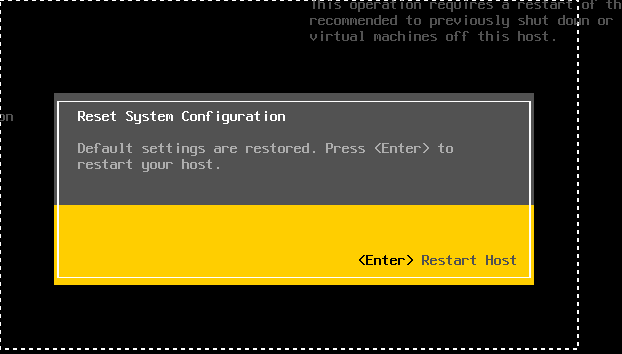 This operation requires a restart of th
recommended to previously shut down or
virtual machines off this host.
on
Reset System Configuration
Default settings are restored. Press <Enter> to
restart your host.
<Enter> Restart Host